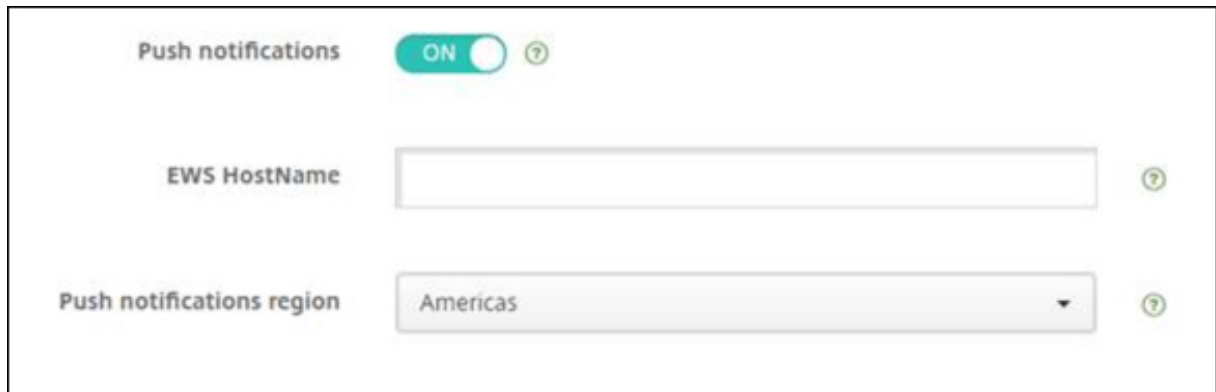 Push notifications ON ?
EWS HostName ?
Push notifications region Americas ?